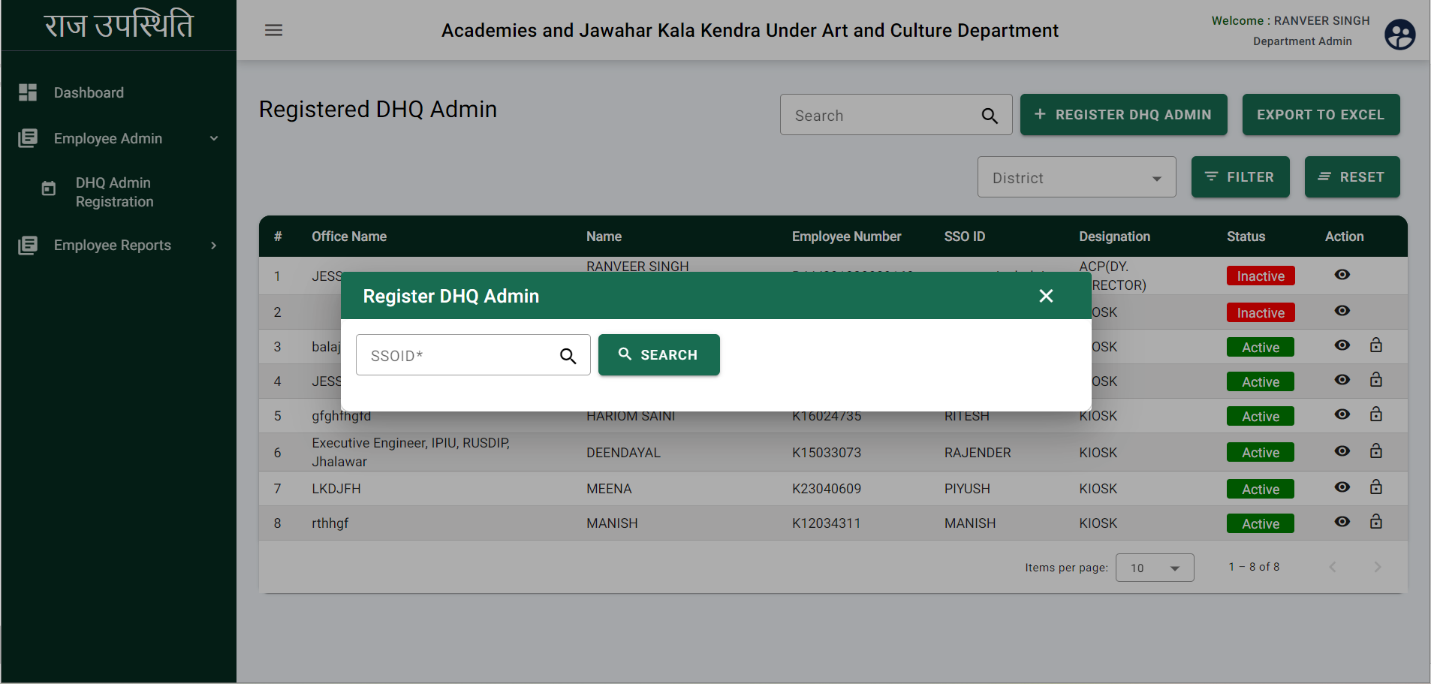 राज उपस्थिति
Academies and Jawahar Kala Kendra Under Art and Culture Department
Welcome : RANVEER SINGH
Department Admin
Dashboard
Employee Admin
DHQ Admin
Registration
Employee Reports
Registered DHQ Admin
Search
+ REGISTER DHQ ADMIN
EXPORT TO EXCEL
District
FILTER
RESET
# Office Name Name Employee Number SSO ID Designation Status Action
1 JESS RANVEER SINGH ACP(DY. Inactive
Register DHQ Admin
SSOID*
SEARCH
2 Inactive
3 Active
4 JESS Active
5 gfghfhgfd HARIOM SAINI K16024735 RITESH KIOSK Active
6 Executive Engineer, IPIU, RUSDIP, DEENDAYAL K15033073 RAJENDER KIOSK Active
Jhalawar
7 LKDJFH MEENA K23040609 PIYUSH KIOSK Active
8 rthhgf MANISH K12034311 MANISH KIOSK Active
Items per page: 10 1 – 8 of 8